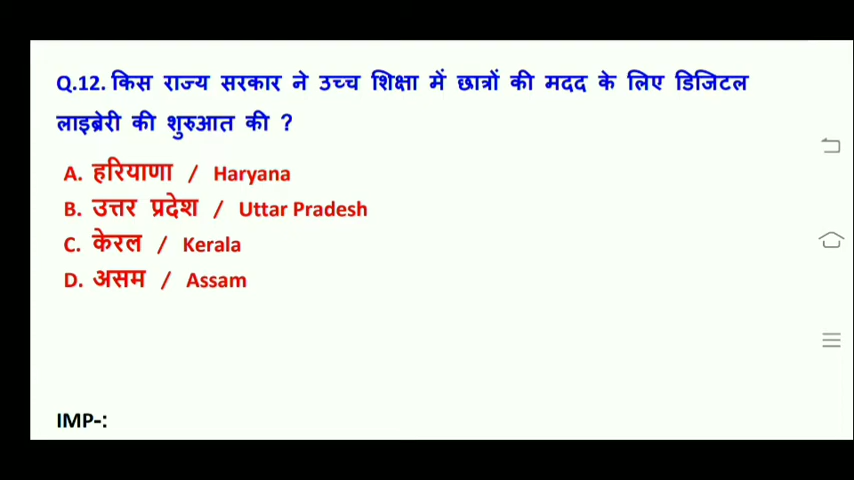 Q.12. किस राज्य सरकार ने उच्च शिक्षा में छात्रों की मदद के लिए डिजिटल
लाइब्रेरी की शुरुआत की ?
A. हरियाणा / Haryana
B. उत्तर प्रदेश / Uttar Pradesh
C. केरल / Kerala
D. असम / Assam
IMP-: